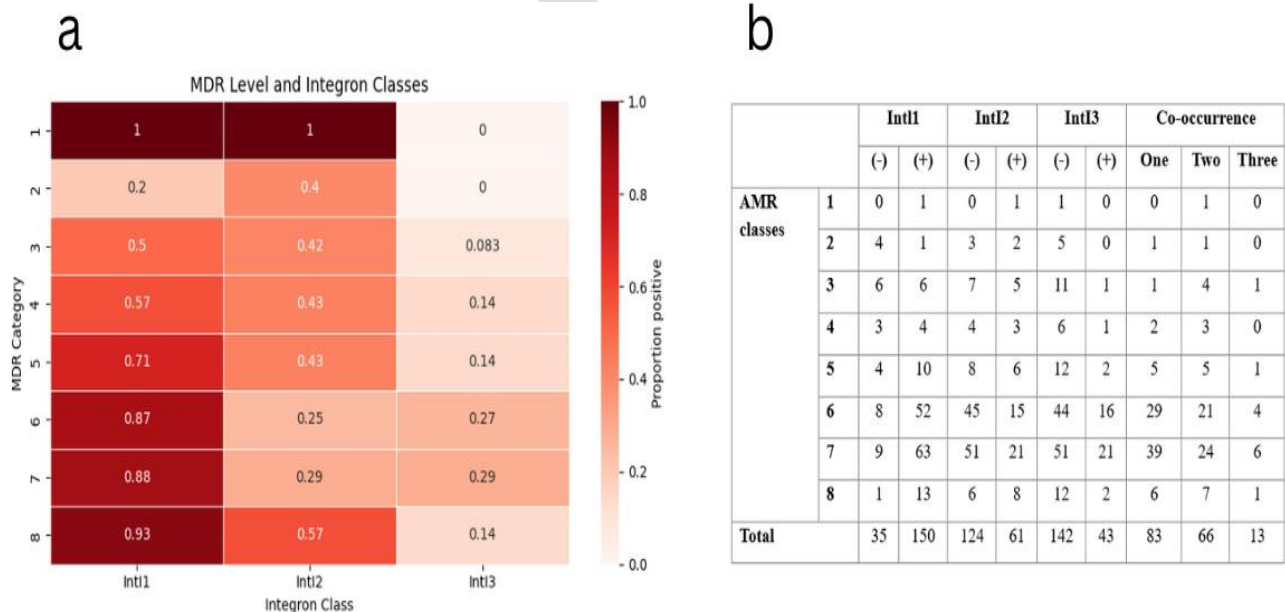 a
MDR Level and Integron Classes
MDR Category
1 1 1 0
2 0.2 0.4 0
3 0.5 0.42 0.083
4 0.57 0.43 0.14
5 0.71 0.43 0.14
6 0.87 0.25 0.27
7 0.88 0.29 0.29
8 0.93 0.57 0.14
IntI1 IntI2 IntI3
Integron Class
1.0
0.8
0.6
0.4
0.2
0.0
Proportion positive
b
IntI1 IntI2 IntI3 Co-occurrence
(-) (+) (-) (+) (-) (+) One Two Three
AMR classes
1 0 1 0 1 1 0 0 1 0
2 4 1 3 2 5 0 1 1 0
3 6 6 7 5 11 1 1 4 1
4 3 4 4 3 6 1 2 3 0
5 4 10 8 6 12 2 5 5 1
6 8 52 45 15 44 16 29 21 4
7 9 63 51 21 51 21 39 24 6
8 1 13 6 8 12 2 6 7 1
Total 35 150 124 61 142 43 83 66 13